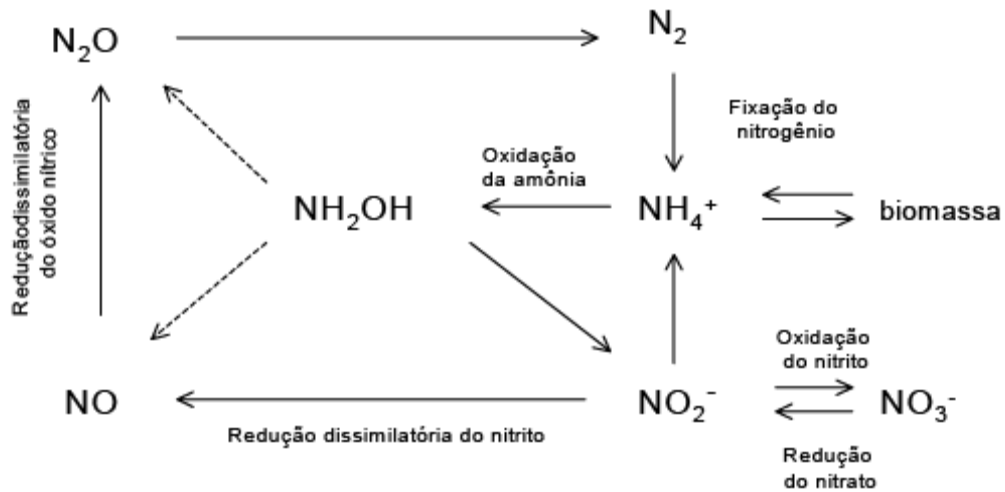 N₂O
N₂
Fixação do
nitrogênio
Reduçãodissimilatória
do óxido nítrico
Oxidação
da amônia
NH₂OH
NH₄⁺
biomassa
Oxidação
do nitrito
NO
NO₂⁻
NO₃⁻
Redução dissimilatória do nitrito
Redução
do nitrato